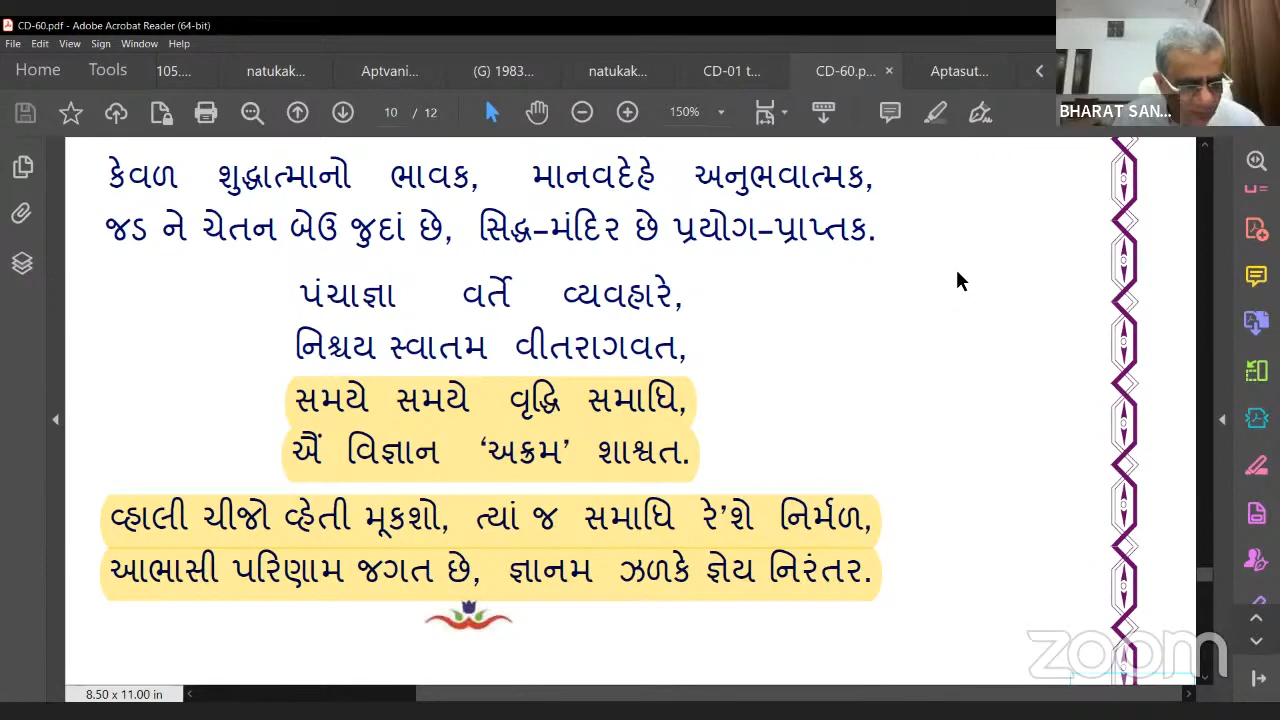 CD-60.pdf - Adobe Acrobat Reader (64-bit)
File Edit View Sign Window Help
Home Tools 105.... natukak... Aptvani... (G) 1983... natukak... CD-01 t... CD-60.p... × Aptasut...
10 / 12 150%
BHARAT SAN...
કેવળ શુદ્ધાત્માનો ભાવક, માનવદેહે અનુભવાત્મક,
જડ ને ચેતન બેઉ જુદાં છે, સિદ્ધ–મંદિર છે પ્રયોગ–પ્રાપ્તક.
પંચાજ્ઞા વર્તે વ્યવહારે,
નિશ્ચય સ્વાતમ વીતરાગવત,
સમયે સમયે વૃદ્ધિ સમાધિ,
ઐં વિજ્ઞાન ‘અક્રમ’ શાશ્વત.
વ્હાલી ચીજો વ્હેતી મૂકશો, ત્યાં જ સમાધિ રે’શે નિર્મળ,
આભાસી પરિણામ જગત છે, જ્ઞાનમ ઝળકે જ્ઞેય નિરંતર.
zoom
8.50 x 11.00 in